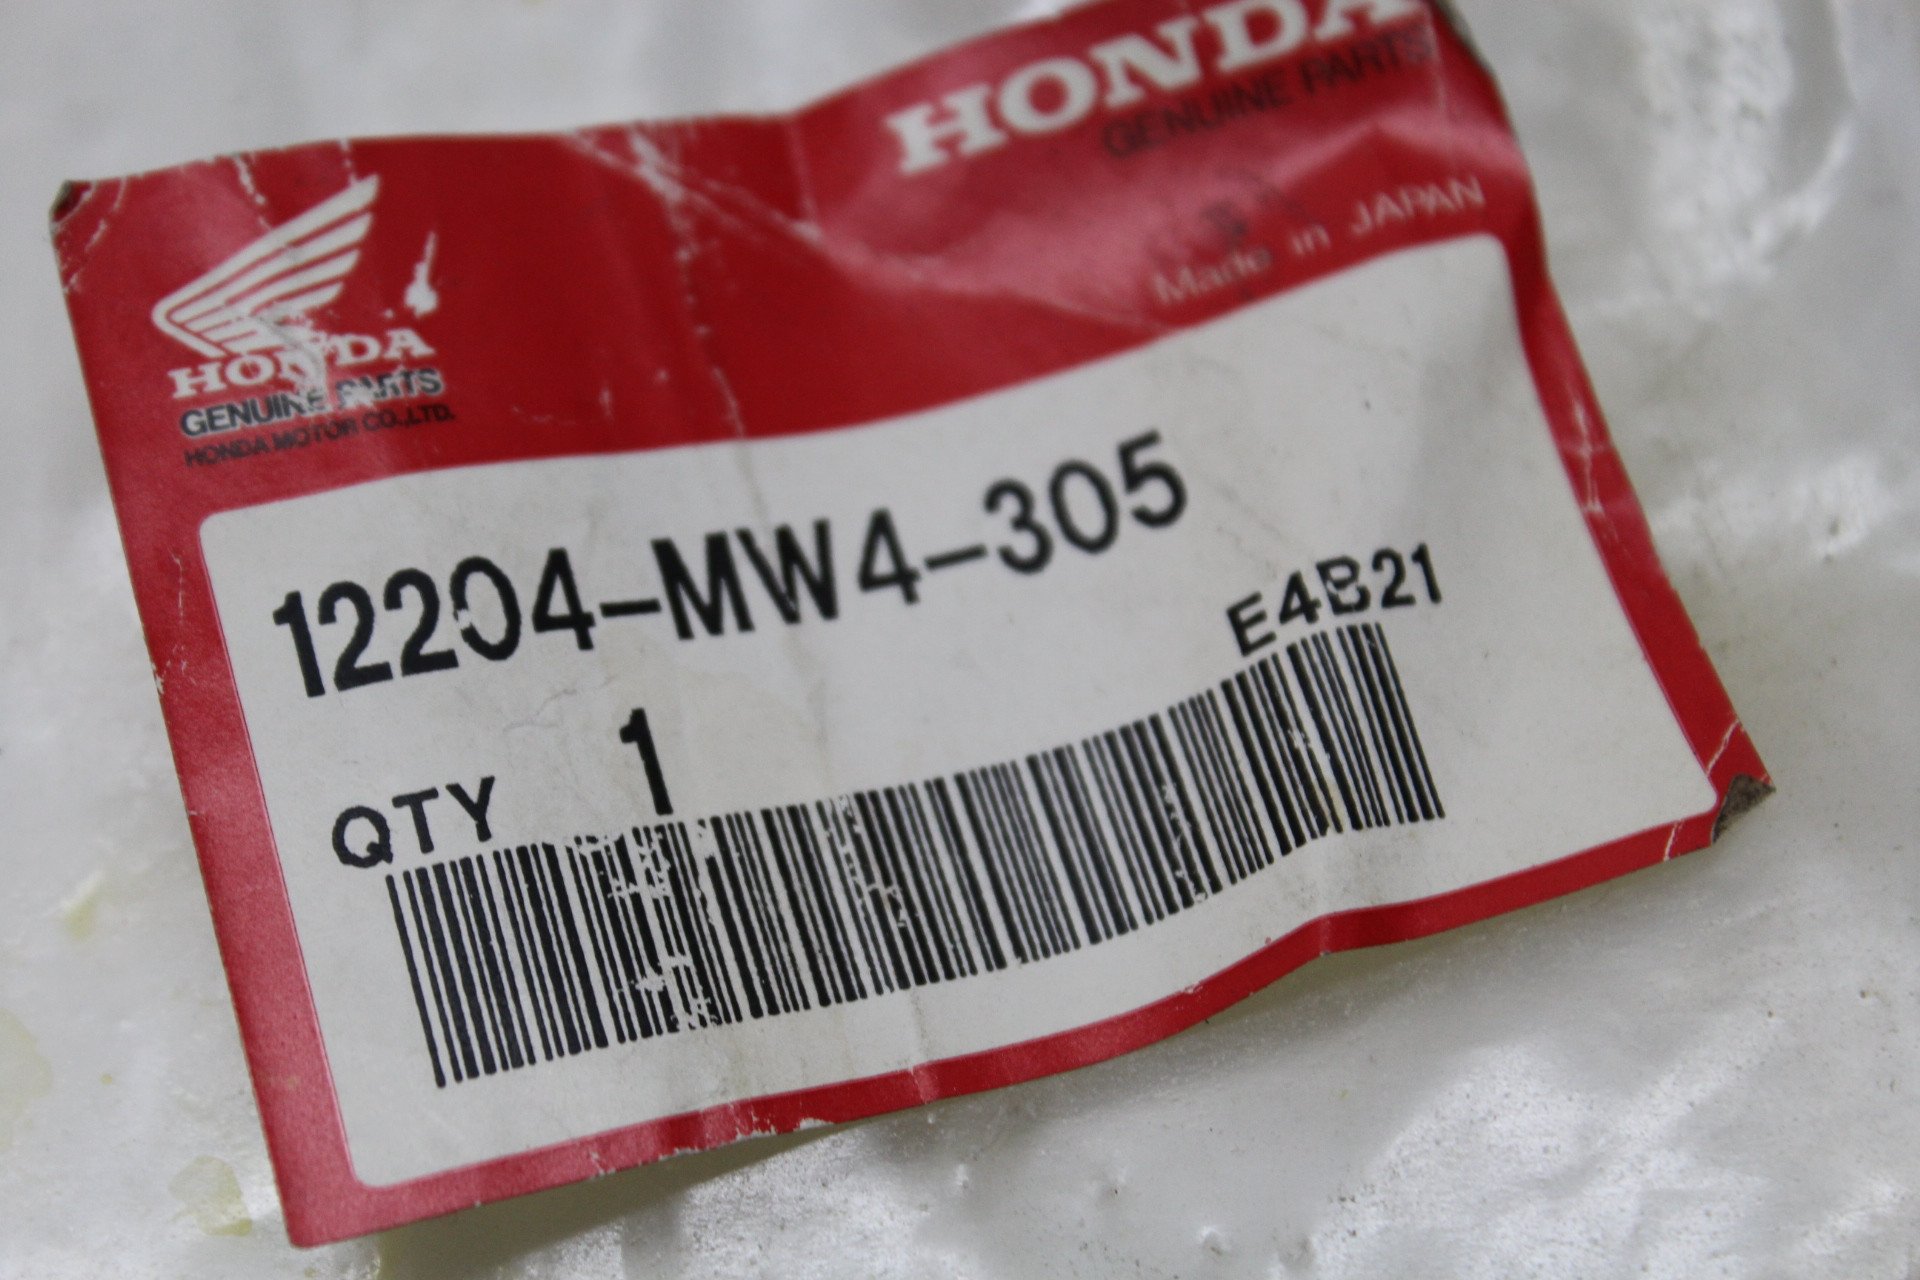 HONDA
GENUINE PARTS
Made in JAPAN
HONDA
GENUINE PARTS
HONDA MOTOR CO.,LTD.
12204-MW4-305
E4B21
QTY 1